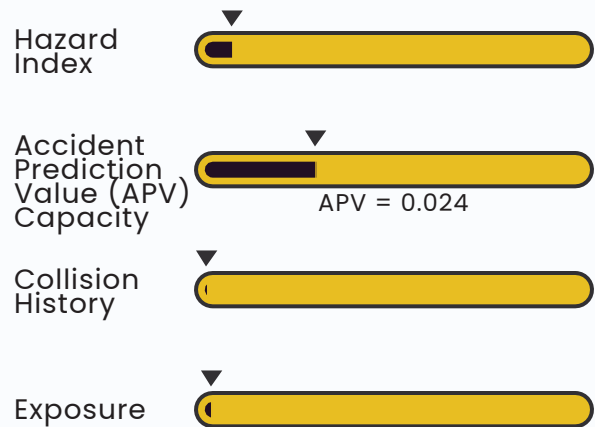 Hazard
Index
Accident
Prediction
Value (APV)
Capacity
APV = 0.024
Collision
History
Exposure